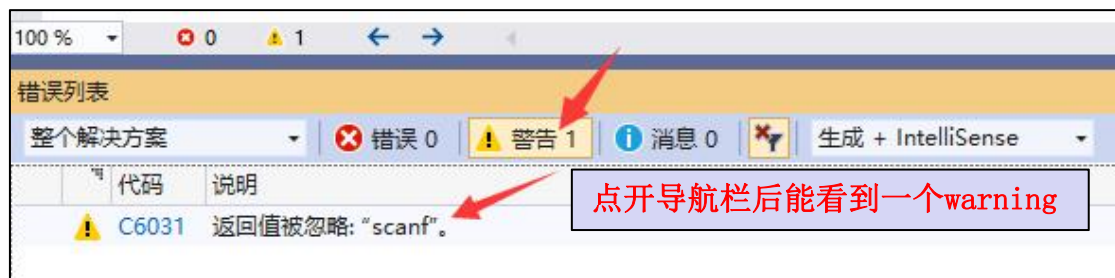 100 % 0 1
错误列表
整个解决方案 错误 0 警告 1 消息 0 生成 + IntelliSense
代码 说明
点开导航栏后能看到一个warning
C6031 返回值被忽略: “scanf”。